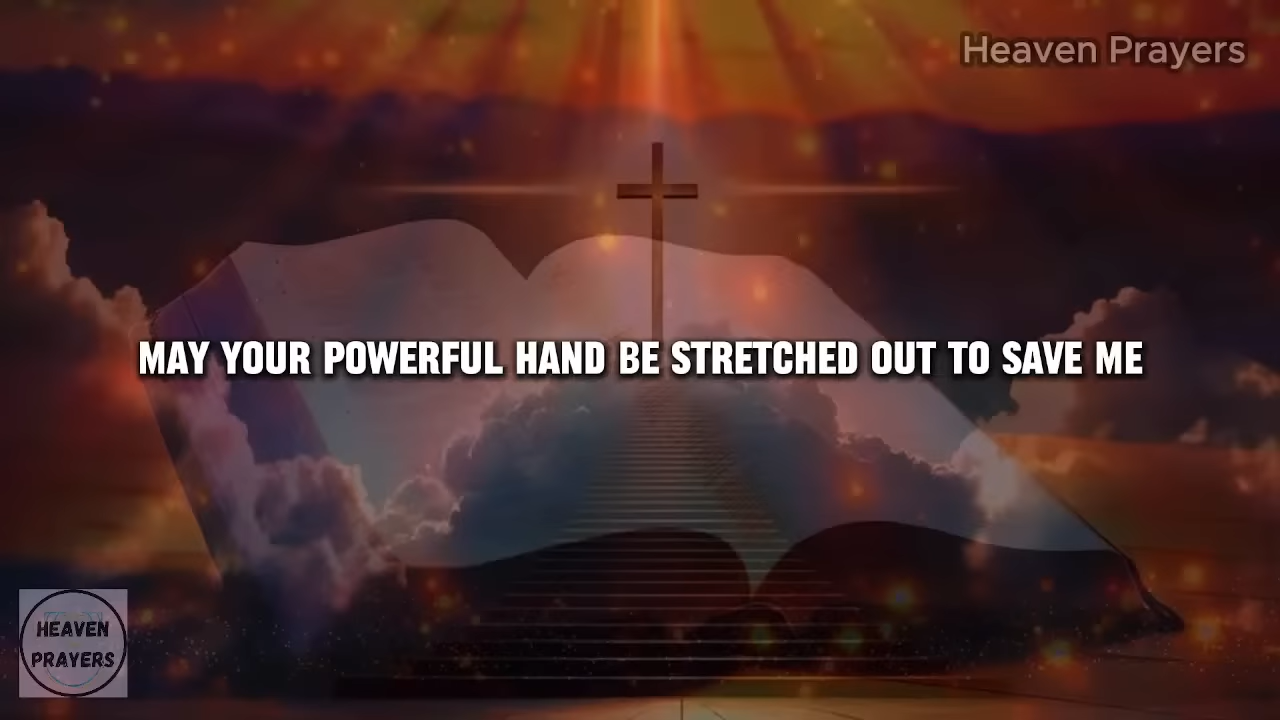 Heaven Prayers
MAY YOUR POWERFUL HAND BE STRETCHED OUT TO SAVE ME
HEAVEN
PRAYERS